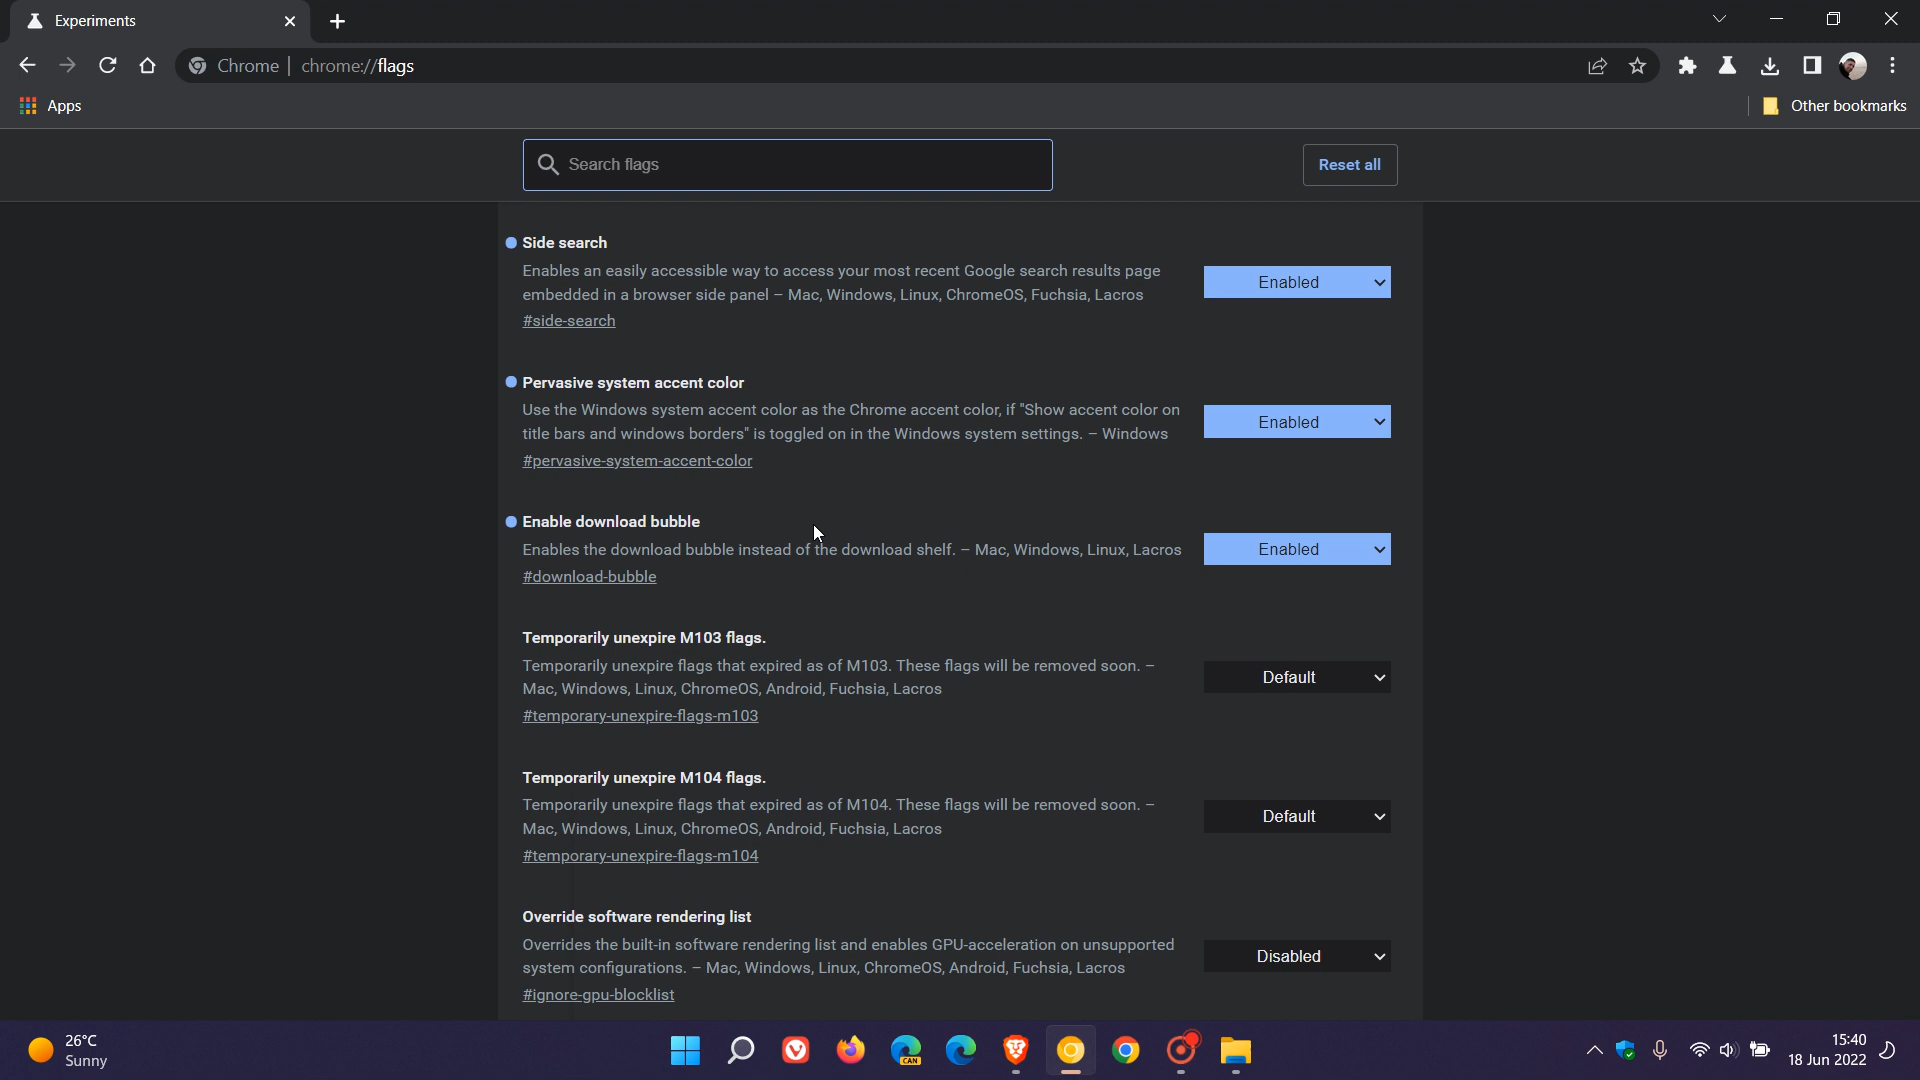 Experiments
Chrome | chrome://flags
Apps
Other bookmarks
Search flags
Reset all
Side search
Enables an easily accessible way to access your most recent Google search results page
embedded in a browser side panel – Mac, Windows, Linux, ChromeOS, Fuchsia, Lacros
#side-search
Enabled
Pervasive system accent color
Use the Windows system accent color as the Chrome accent color, if "Show accent color on
title bars and windows borders" is toggled on in the Windows system settings. – Windows
#pervasive-system-accent-color
Enabled
Enable download bubble
Enables the download bubble instead of the download shelf. – Mac, Windows, Linux, Lacros
#download-bubble
Enabled
Temporarily unexpire M103 flags.
Temporarily unexpire flags that expired as of M103. These flags will be removed soon. –
Mac, Windows, Linux, ChromeOS, Android, Fuchsia, Lacros
#temporary-unexpire-flags-m103
Default
Temporarily unexpire M104 flags.
Temporarily unexpire flags that expired as of M104. These flags will be removed soon. –
Mac, Windows, Linux, ChromeOS, Android, Fuchsia, Lacros
#temporary-unexpire-flags-m104
Default
Override software rendering list
Overrides the built-in software rendering list and enables GPU-acceleration on unsupported
system configurations. – Mac, Windows, Linux, ChromeOS, Android, Fuchsia, Lacros
#ignore-gpu-blocklist
Disabled
26°C
Sunny
CAN
15:40
18 Jun 2022